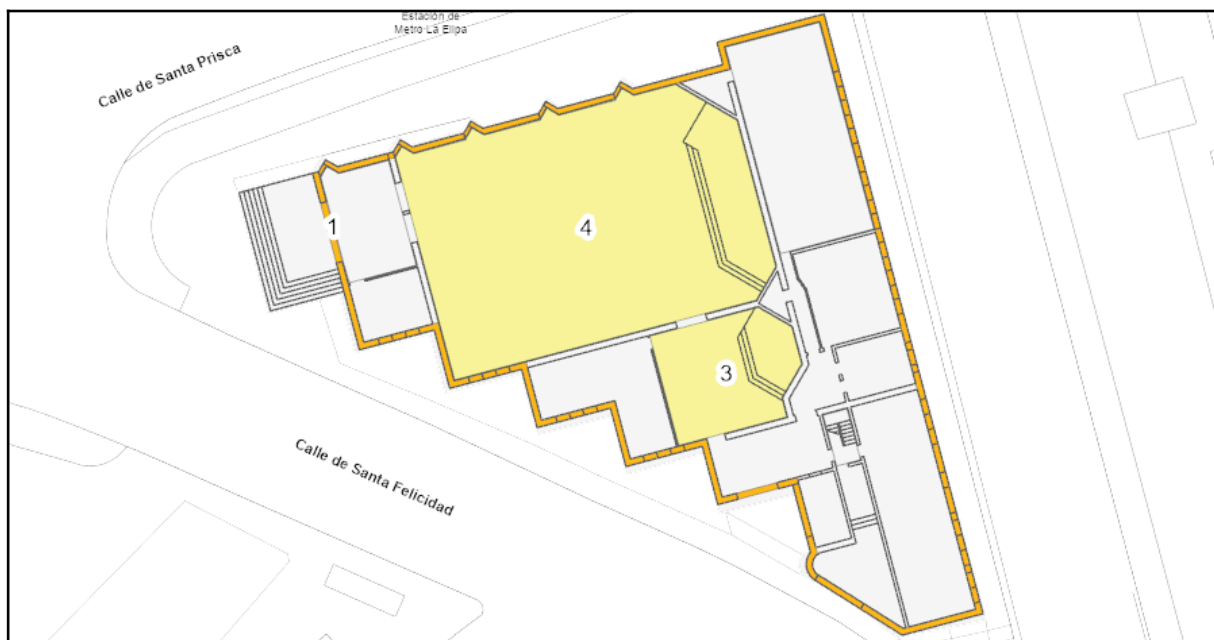 Estación de
Metro La Elipa
Calle de Santa Prisca
1
4
3
Calle de Santa Felicidad